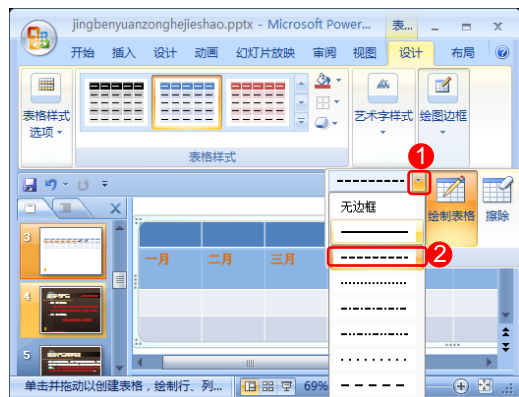 jingbenyuanzonghejieshao.pptx - Microsoft Pow... 表...
开始 插入 设计 动画 幻灯片放映 审阅 视图 设计 布局
表格样式
选项
表格样式
艺术字样式
绘图边框
1
无边框
绘制表格
擦除
2
3
一月 二月 三月
4
5
单击并拖动以创建表格，绘制行、列... 69%